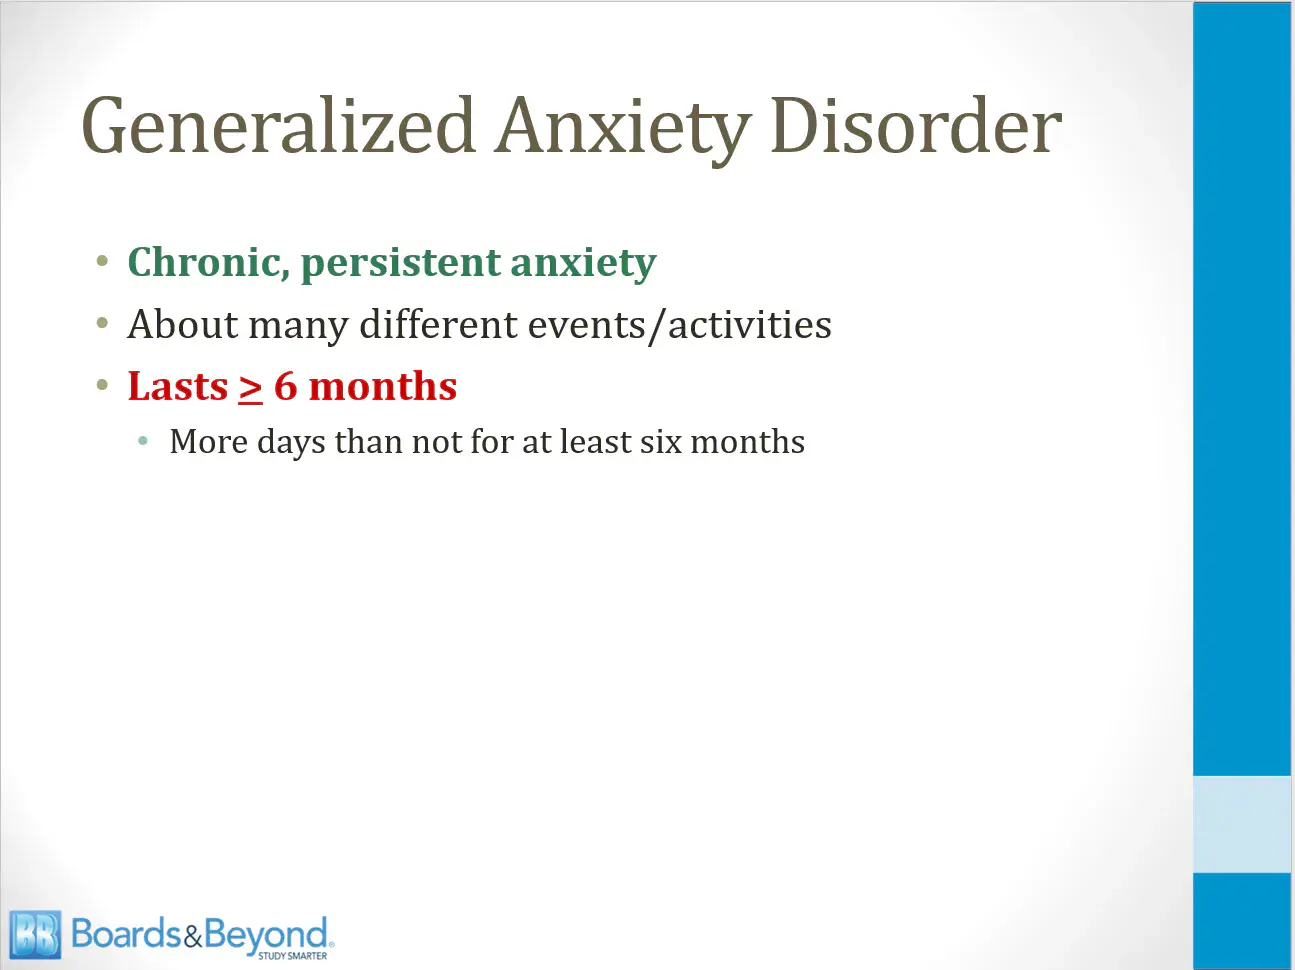 Generalized Anxiety Disorder
• Chronic, persistent anxiety
• About many different events/activities
• Lasts ≥ 6 months
• More days than not for at least six months
BB Boards&Beyond®
STUDY SMARTER